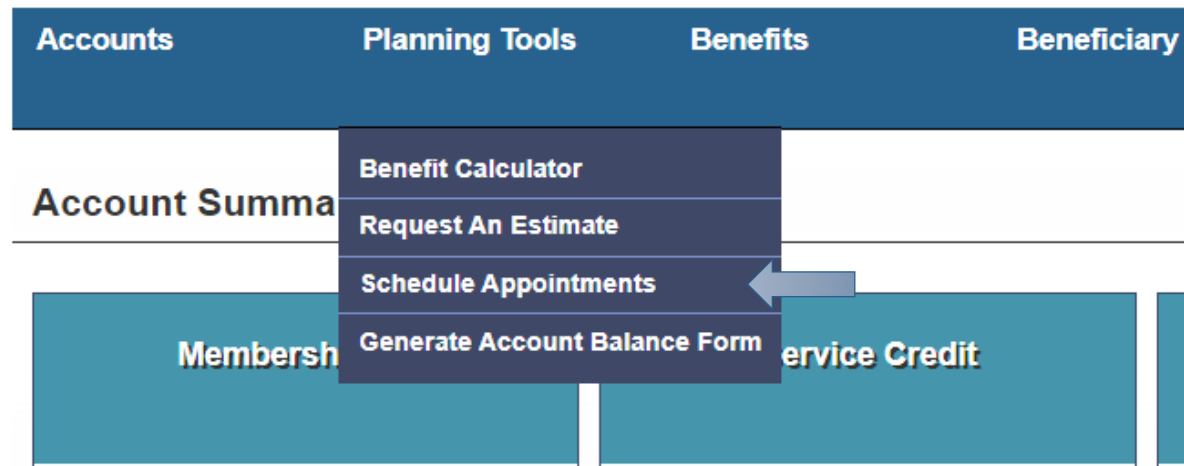 Accounts Planning Tools Benefits Beneficiary
Benefit Calculator
Account Summa
Request An Estimate
Schedule Appointments
Generate Account Balance Form
Membersh ervice Credit